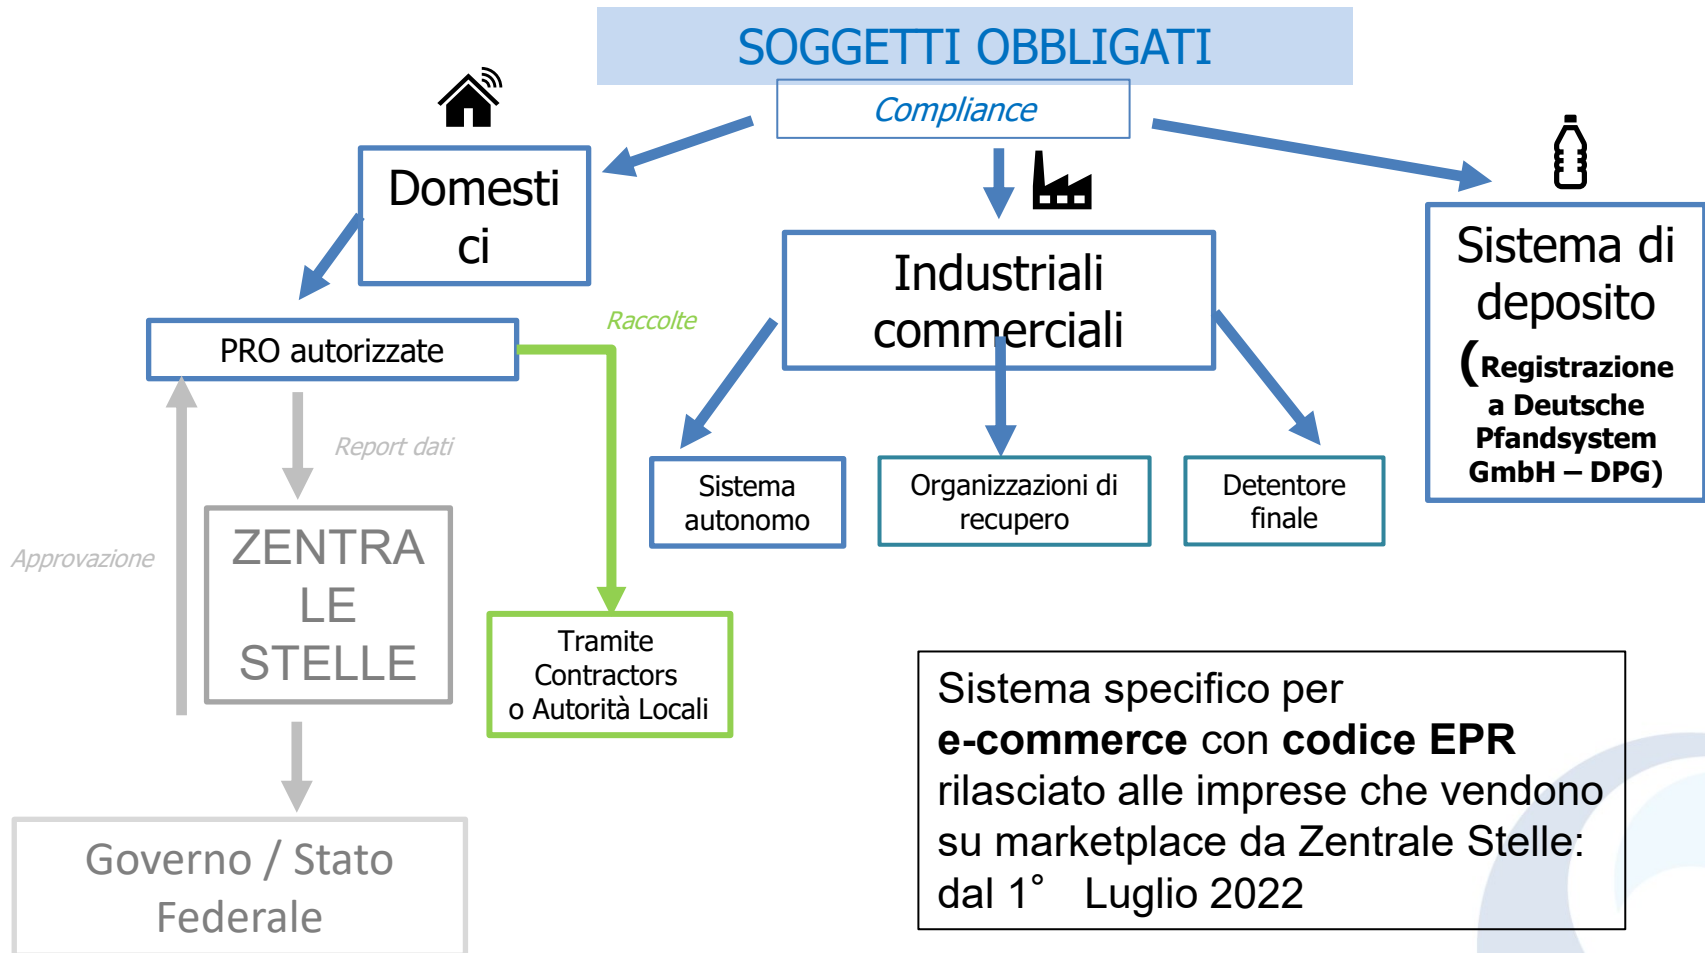 SOGGETTI OBBLIGATI
Compliance
Domesti
ci
Industriali
commerciali
Sistema di
deposito
(Registrazione
a Deutsche
Pfandsystem
GmbH – DPG)
PRO autorizzate
Raccolte
Report dati
Approvazione
ZENTRA
LE
STELLE
Sistema
autonomo
Organizzazioni di
recupero
Detentore
finale
Tramite
Contractors
o Autorità Locali
Governo / Stato
Federale
Sistema specifico per
e-commerce con codice EPR
rilasciato alle imprese che vendono
su marketplace da Zentrale Stelle:
dal 1° Luglio 2022